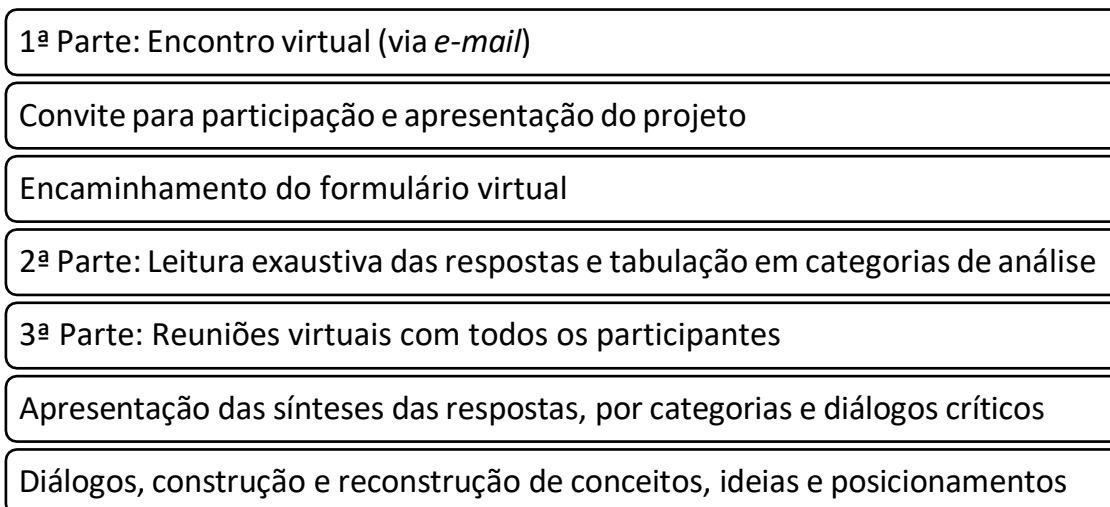 1ª Parte: Encontro virtual (via e-mail)
Convite para participação e apresentação do projeto
Encaminhamento do formulário virtual
2ª Parte: Leitura exaustiva das respostas e tabulação em categorias de análise
3ª Parte: Reuniões virtuais com todos os participantes
Apresentação das sínteses das respostas, por categorias e diálogos críticos
Diálogos, construção e reconstrução de conceitos, ideias e posicionamentos